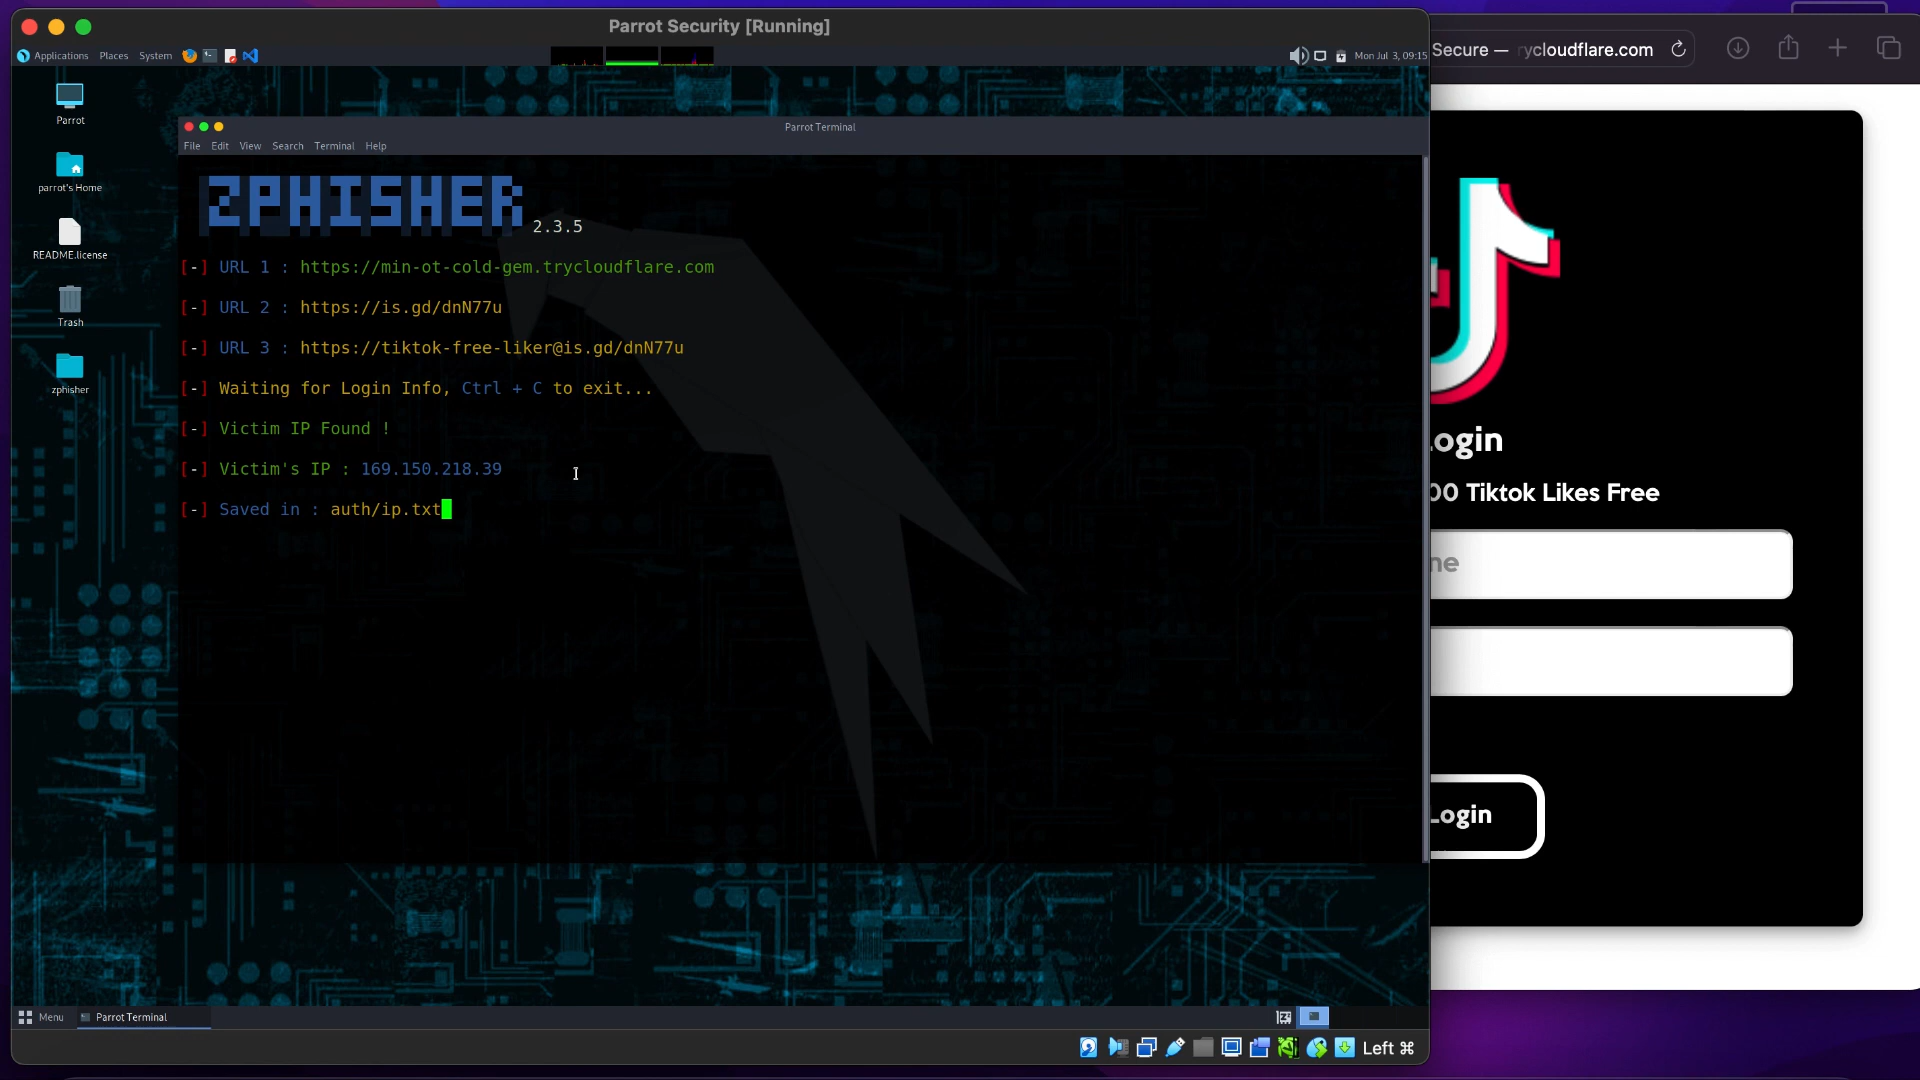 Parrot Security [Running]
Applications Places System
Mon Jul 3, 09:15
Secure — rycloudflare.com
Parrot
parrot's Home
README.license
Trash
zphisher
Parrot Terminal
File Edit View Search Terminal Help
ZPHISHER 2.3.5
[-] URL 1 : https://min-ot-cold-gem.trycloudflare.com
[-] URL 2 : https://is.gd/dnN77u
[-] URL 3 : https://tiktok-free-liker@is.gd/dnN77u
[-] Waiting for Login Info, Ctrl + C to exit...
[-] Victim IP Found !
[-] Victim's IP : 169.150.218.39
[-] Saved in : auth/ip.txt
Login
00 Tiktok Likes Free
me
Login
Menu Parrot Terminal
Left ⌘